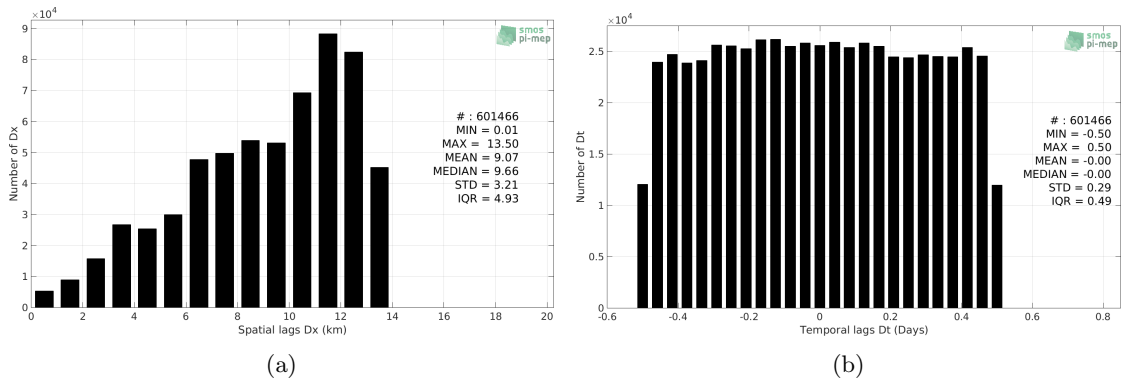 ×10⁴
9
8
7
6
5
4
3
2
1
0
Number of Dx
0 2 4 6 8 10 12 14 16 18 20
Spatial lags Dx (km)
smos
pi-mep
# : 601466
MIN = 0.01
MAX = 13.50
MEAN = 9.07
MEDIAN = 9.66
STD = 3.21
IQR = 4.93
(a)
×10⁴
2.5
2
1.5
1
0.5
0
Number of Dt
-0.6 -0.4 -0.2 0 0.2 0.4 0.6 0.8
Temporal lags Dt (Days)
smos
pi-mep
# : 601466
MIN = -0.50
MAX = 0.50
MEAN = -0.00
MEDIAN = -0.00
STD = 0.29
IQR = 0.49
(b)